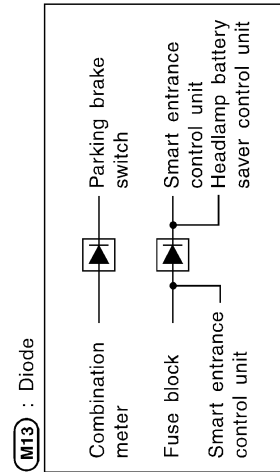 M13 : Diode
Combination
meter
Parking brake
switch
Fuse block
Smart entrance
control unit
Smart entrance
control unit
Headlamp battery
saver control unit